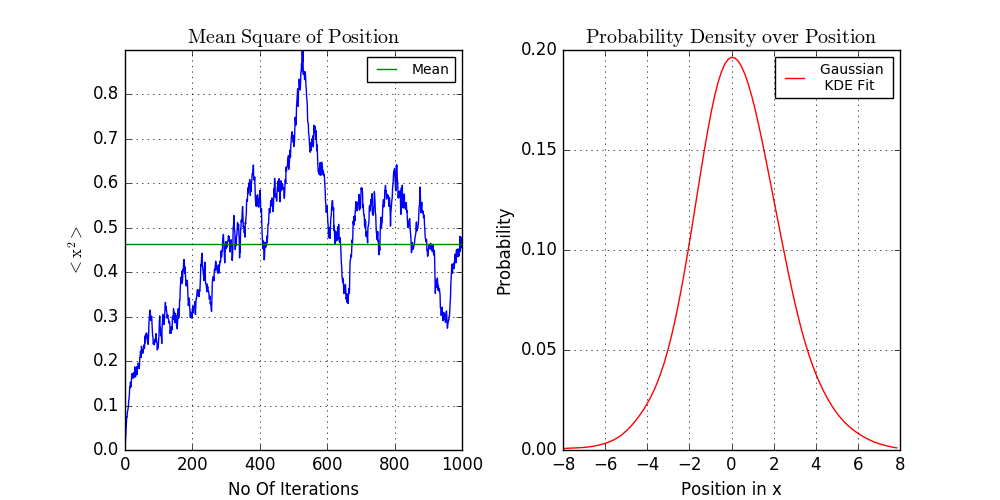 Mean Square of Position
Mean
0.8
0.7
0.6
0.5
0.4
0.3
0.2
0.1
0.0
< x² >
0 200 400 600 800 1000
No Of Iterations
Probability Density over Position
Gaussian
KDE Fit
0.20
0.15
0.10
0.05
0.00
Probability
−8 −6 −4 −2 0 2 4 6 8
Position in x